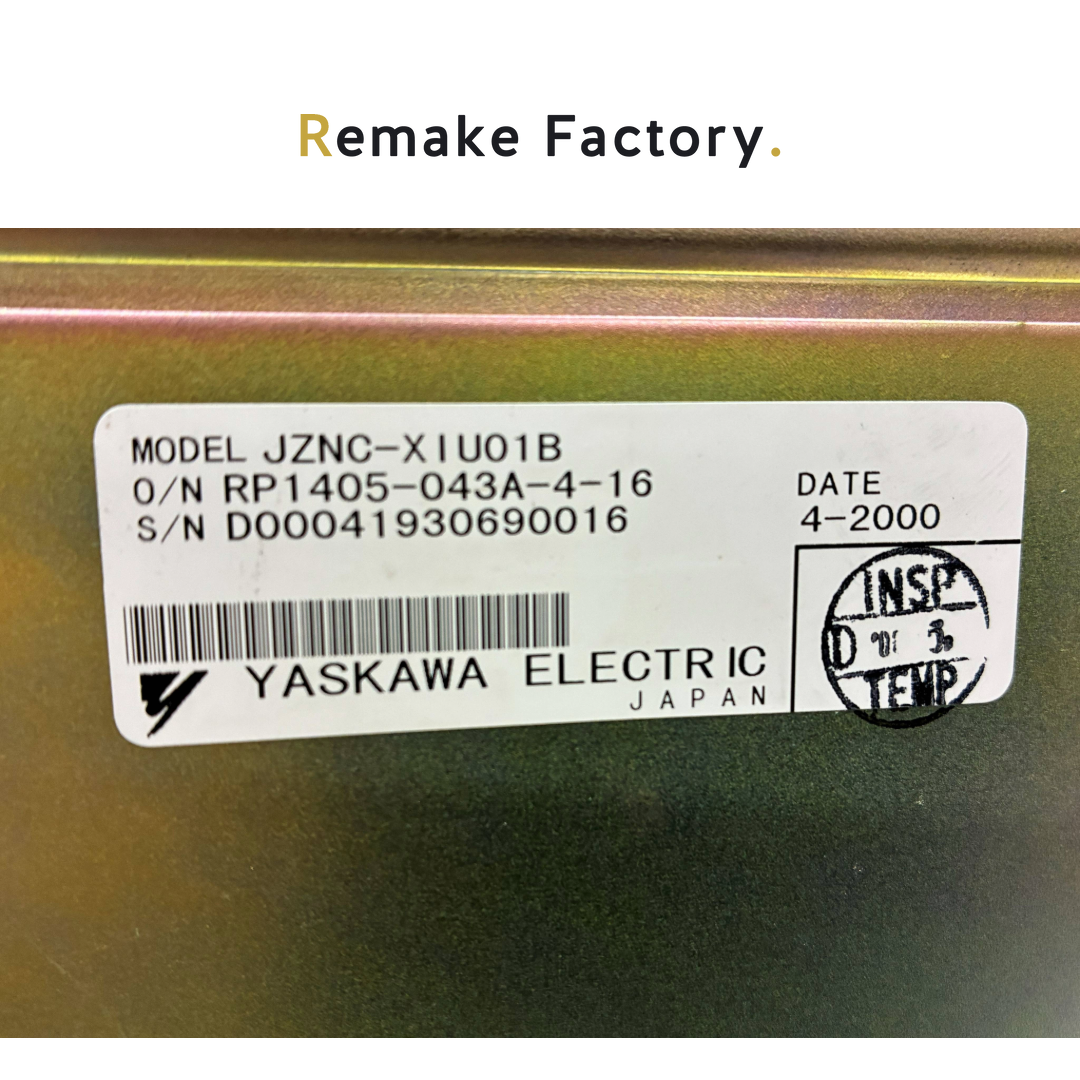 Remake Factory.
MODEL JZNC-XIU01B
O/N RP1405-043A-4-16
S/N D00041930690016
DATE
4-2000
INSP
D
TEMP
YASKAWA ELECTRIC
JAPAN